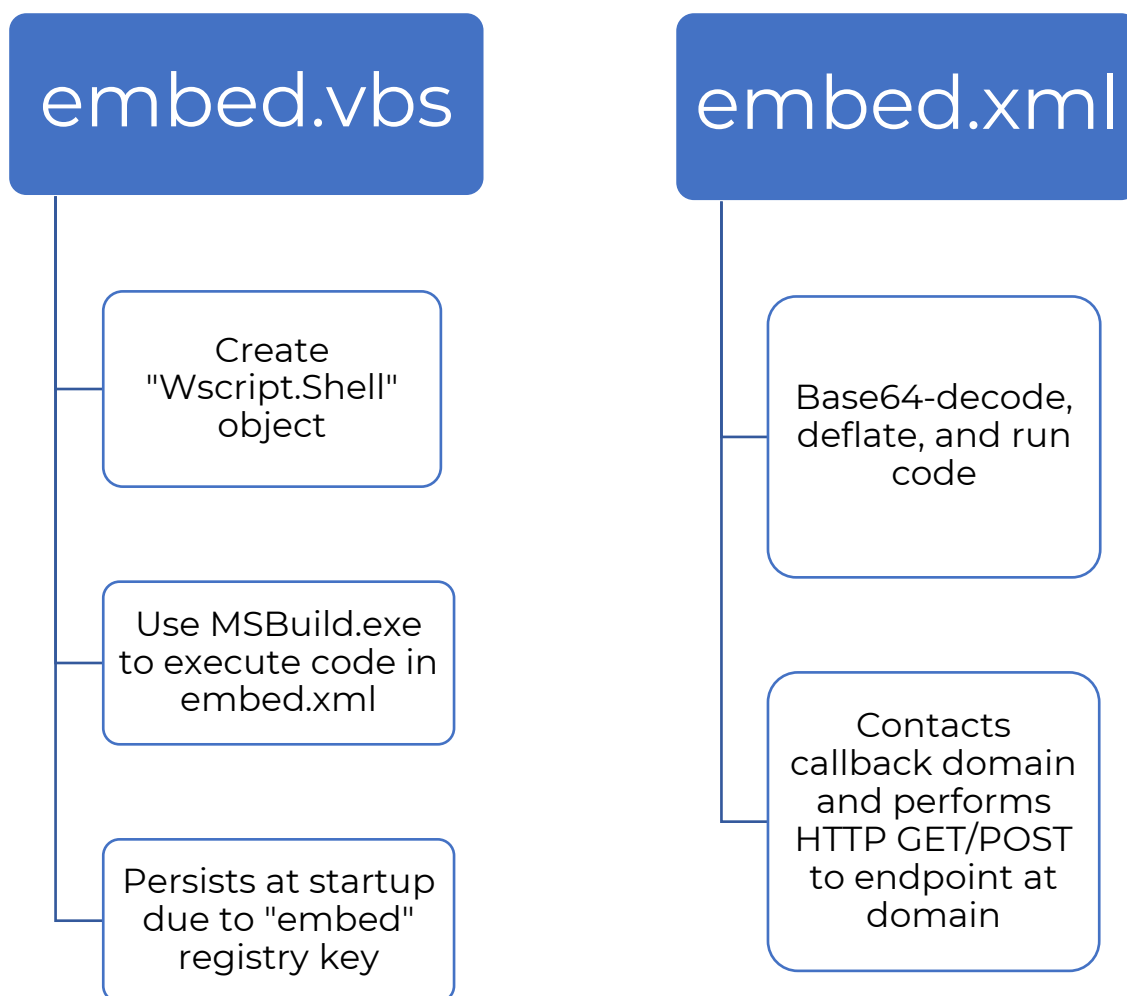 embed.vbs
Create
"Wscript.Shell"
object
Use MSBuild.exe
to execute code in
embed.xml
Persists at startup
due to "embed"
registry key
embed.xml
Base64-decode,
deflate, and run
code
Contacts
callback domain
and performs
HTTP GET/POST
to endpoint at
domain